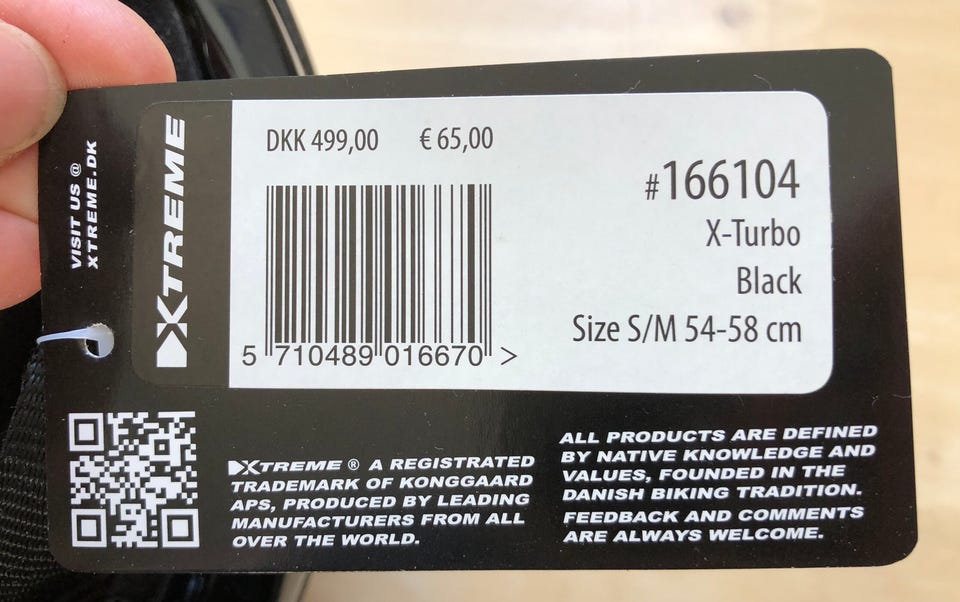 VISIT US @
XTREME.DK
XTREME
DKK 499,00 € 65,00
5 710489 016670 >
#166104
X-Turbo
Black
Size S/M 54-58 cm
XTREME ® A REGISTRATED
TRADEMARK OF KONGGAARD
APS, PRODUCED BY LEADING
MANUFACTURERS FROM ALL
OVER THE WORLD.
ALL PRODUCTS ARE DEFINED
BY NATIVE KNOWLEDGE AND
VALUES, FOUNDED IN THE
DANISH BIKING TRADITION.
FEEDBACK AND COMMENTS
ARE ALWAYS WELCOME.